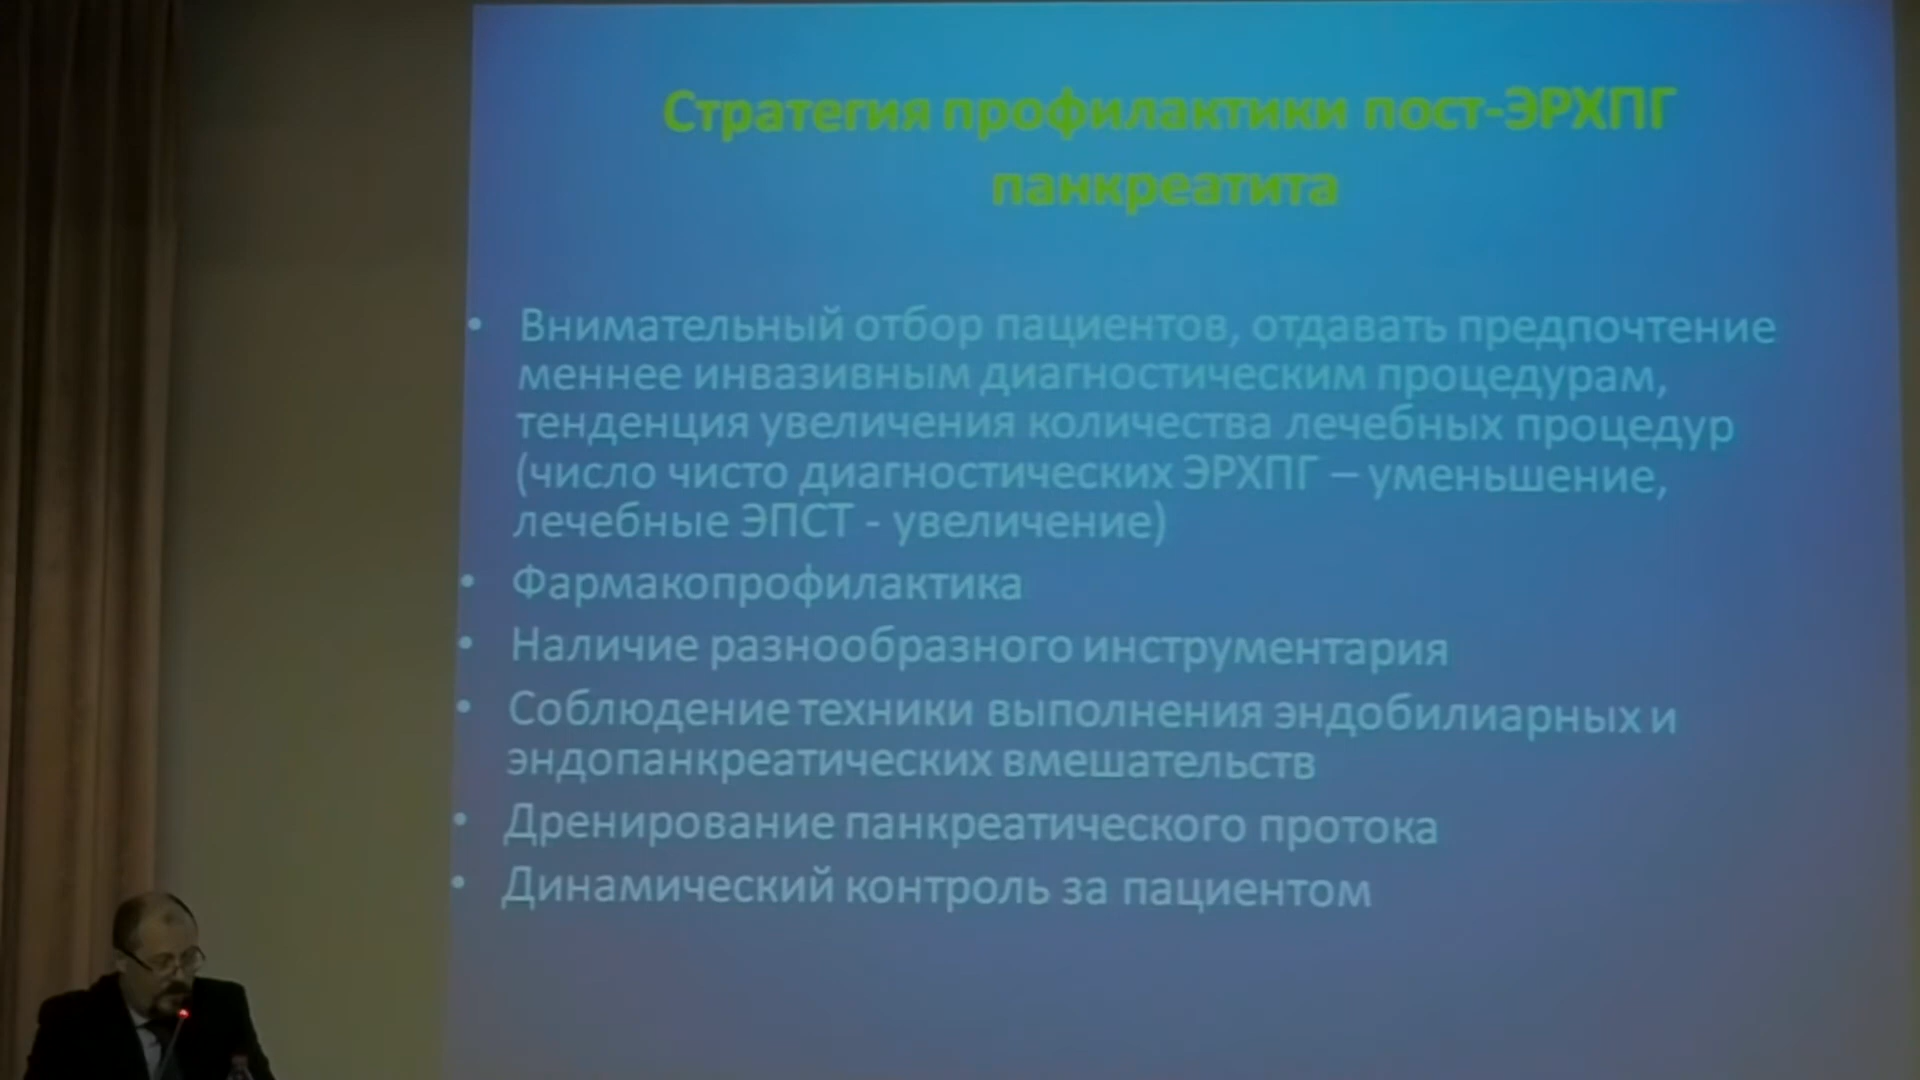 Стратегия профилактики пост-ЭРХПГ
панкреатита
• Внимательный отбор пациентов, отдавать предпочтение
меннее инвазивным диагностическим процедурам,
тенденция увеличения количества лечебных процедур
(число чисто диагностических ЭРХПГ – уменьшение,
лечебные ЭПСТ - увеличение)
• Фармакопрофилактика
• Наличие разнообразного инструментария
• Соблюдение техники выполнения эндобилиарных и
эндопанкреатических вмешательств
• Дренирование панкреатического протока
• Динамический контроль за пациентом